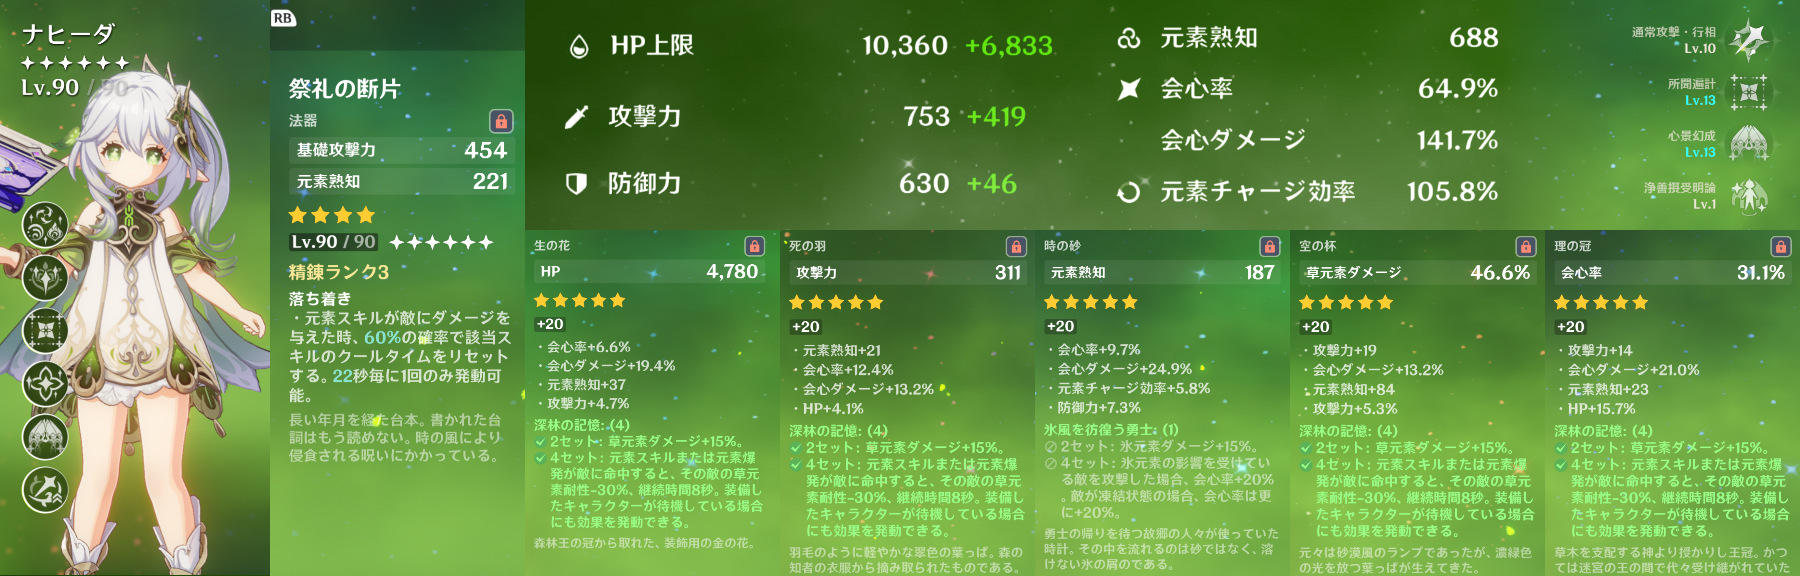 ナヒーダ
Lv.90 / 90
RB
祭礼の断片
法器
基礎攻撃力 454
元素熟知 221
Lv.90 / 90
精錬ランク3
落ち着き
・元素スキルが敵にダメージを
与えた時、60%の確率で該当ス
キルのクールタイムをリセット
する。22秒毎に1回のみ発動可
能。
長い年月を経た台本。書かれた台
詞はもう読めない。時の風により
侵食される呪いにかかっている。
HP上限 10,360 +6,833
攻撃力 753 +419
防御力 630 +46
元素熟知 688
会心率 64.9%
会心ダメージ 141.7%
元素チャージ効率 105.8%
通常攻撃・行相
Lv.10
所聞遍計
Lv.13
心景幻成
Lv.13
浄善摂受明論
Lv.1
生の花
HP 4,780
+20
・会心率+6.6%
・会心ダメージ+19.4%
・元素熟知+37
・攻撃力+4.7%
深林の記憶: (4)
2セット: 草元素ダメージ+15%。
4セット: 元素スキルまたは元素爆
発が敵に命中すると、その敵の草元
素耐性-30%、継続時間8秒。装備し
たキャラクターが待機している場合
にも効果を発動できる。
森林王の冠から取れた、装飾用の金の花。
死の羽
攻撃力 311
+20
・元素熟知+21
・会心率+12.4%
・会心ダメージ+13.2%
・HP+4.1%
深林の記憶: (4)
2セット: 草元素ダメージ+15%。
4セット: 元素スキルまたは元素爆
発が敵に命中すると、その敵の草元
素耐性-30%、継続時間8秒。装備し
たキャラクターが待機している場合
にも効果を発動できる。
羽毛のように軽やかな翠色の葉っぱ。森の
知者の衣服から摘み取られたものである。
時の砂
元素熟知 187
+20
・会心率+9.7%
・会心ダメージ+24.9%
・元素チャージ効率+5.8%
・防御力+7.3%
氷風を彷徨う勇士: (1)
2セット: 氷元素ダメージ+15%。
4セット: 氷元素の影響を受けてい
る敵を攻撃した場合、会心率+20%
。敵が凍結状態の場合、会心率は更
に+20%。
勇士の帰りを待つ故郷の人々が使っていた
時計。その中を流れるのは砂ではなく、溶
けない氷の屑のである。
空の杯
草元素ダメージ 46.6%
+20
・攻撃力+19
・会心ダメージ+13.2%
・元素熟知+84
・攻撃力+5.3%
深林の記憶: (4)
2セット: 草元素ダメージ+15%。
4セット: 元素スキルまたは元素爆
発が敵に命中すると、その敵の草元
素耐性-30%、継続時間8秒。装備し
たキャラクターが待機している場合
にも効果を発動できる。
元々は砂漠風のランプであったが、濃緑色
の光を放つ葉っぱが生えてきた。
理の冠
会心率 31.1%
+20
・攻撃力+14
・会心ダメージ+21.0%
・元素熟知+23
・HP+15.7%
深林の記憶: (4)
2セット: 草元素ダメージ+15%。
4セット: 元素スキルまたは元素爆
発が敵に命中すると、その敵の草元
素耐性-30%、継続時間8秒。装備し
たキャラクターが待機している場合
にも効果を発動できる。
草木を支配する神より授かりし王冠。かつ
ては迷宮の王の間で代々受け継がれていた